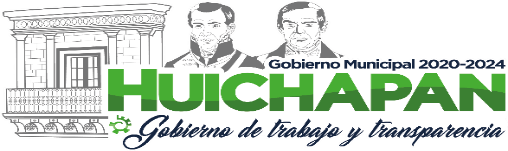 Gobierno Municipal 2020-2024
HUICHAPAN
Gobierno de trabajo y transparencia